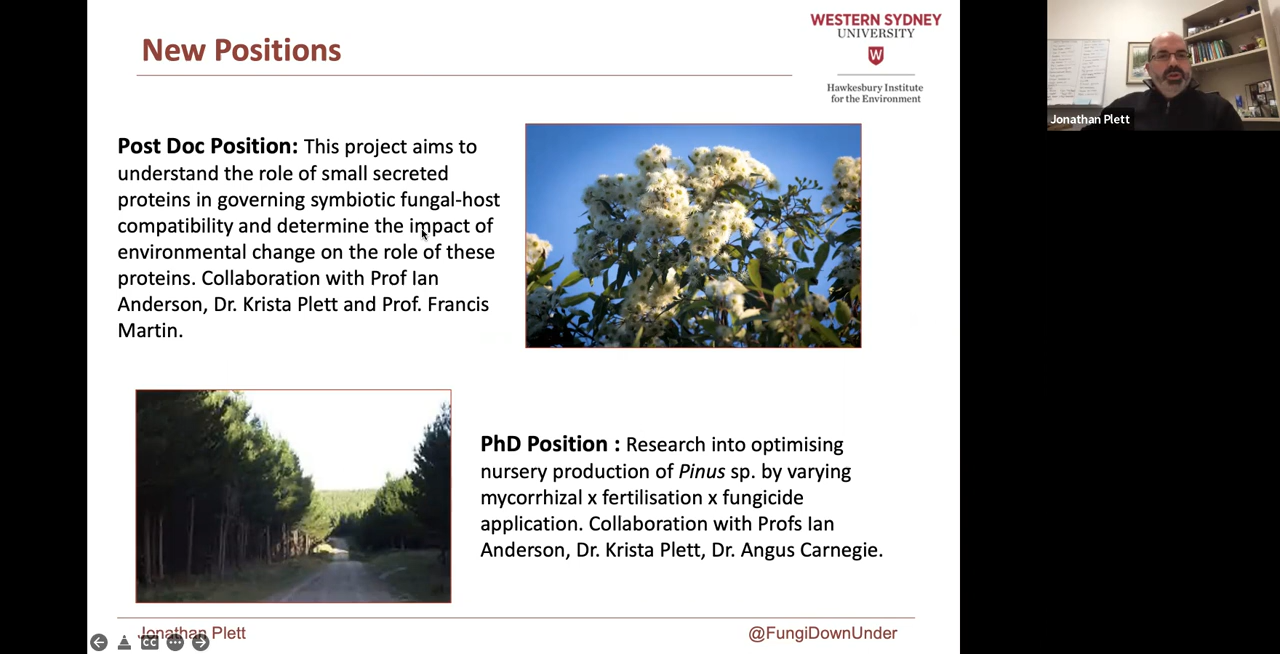 New Positions
WESTERN SYDNEY
UNIVERSITY
W
Hawkesbury Institute
for the Environment
Jonathan Plett
Post Doc Position: This project aims to
understand the role of small secreted
proteins in governing symbiotic fungal-host
compatibility and determine the impact of
environmental change on the role of these
proteins. Collaboration with Prof Ian
Anderson, Dr. Krista Plett and Prof. Francis
Martin.
PhD Position : Research into optimising
nursery production of Pinus sp. by varying
mycorrhizal x fertilisation x fungicide
application. Collaboration with Profs Ian
Anderson, Dr. Krista Plett, Dr. Angus Carnegie.
Jonathan Plett
@FungiDownUnder
CC